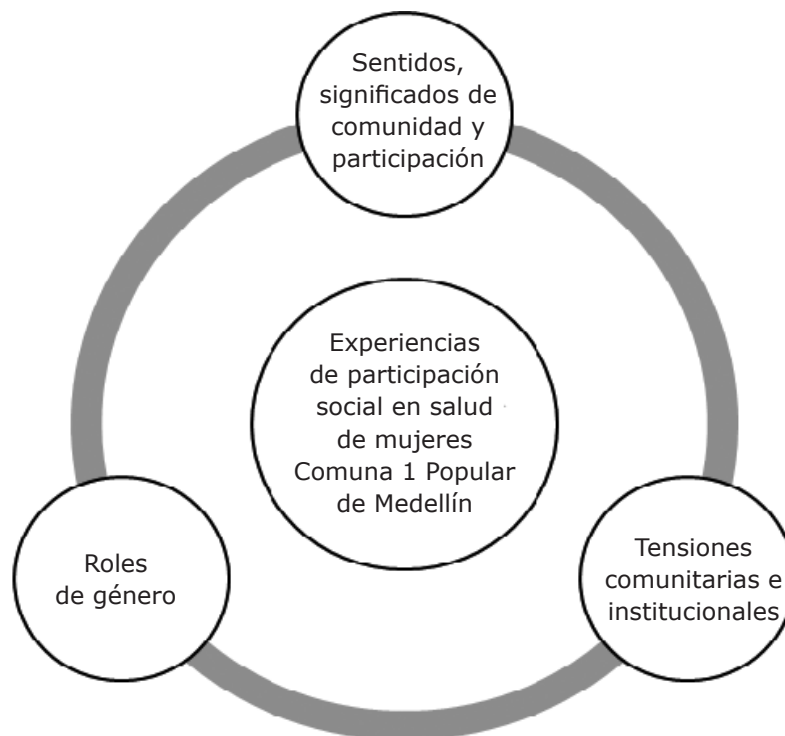 Sentidos,
significados de
comunidad y
participación
Experiencias
de participación
social en salud
de mujeres
Comuna 1 Popular
de Medellín
Roles
de género
Tensiones
comunitarias e
institucionales